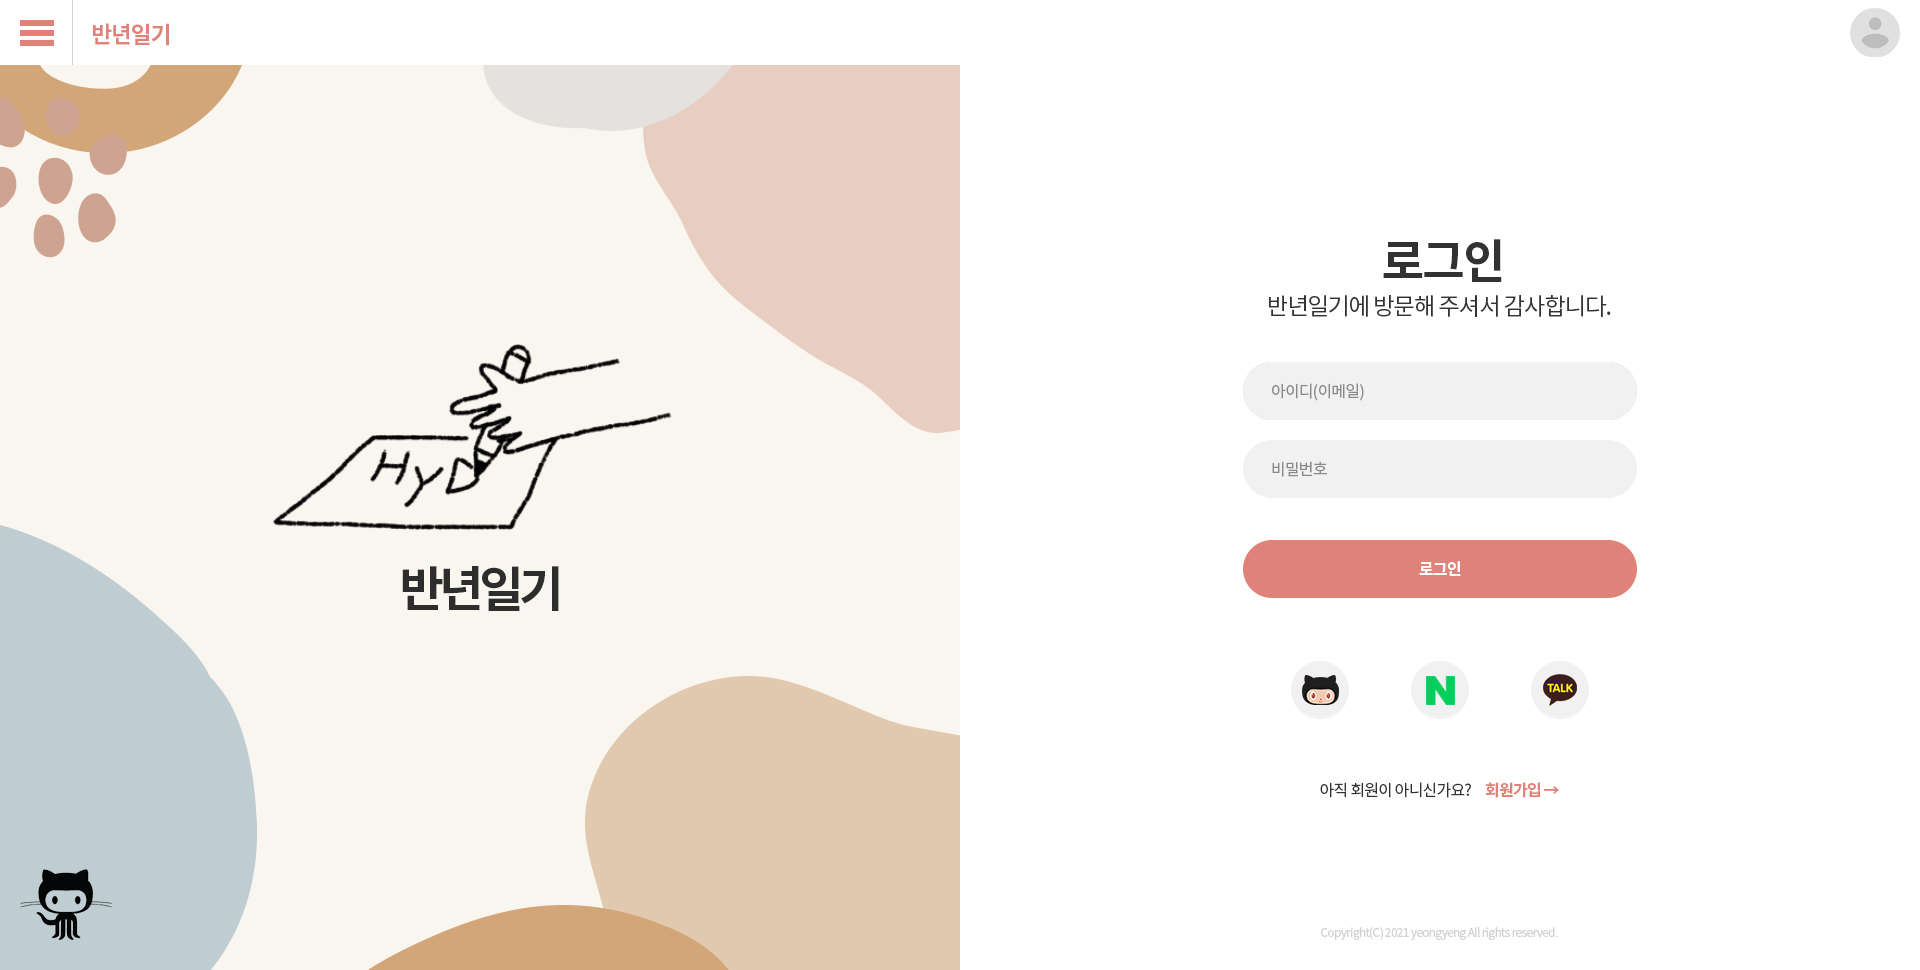 반년일기
HYD
반년일기
로그인
반년일기에 방문해 주셔서 감사합니다.
아이디(이메일)
비밀번호
로그인
N
TALK
아직 회원이 아니신가요? 회원가입→
Copyright(C) 2021 yeongyeng All rights reserved.